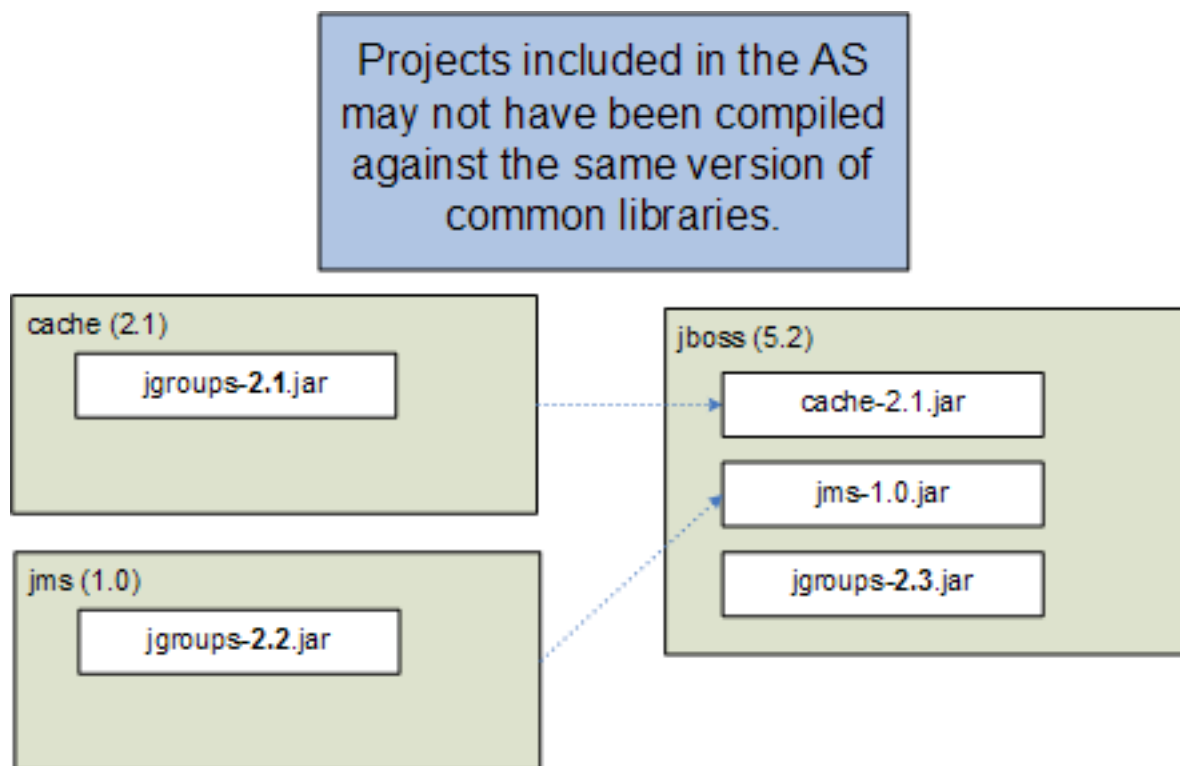 Projects included in the AS
may not have been compiled
against the same version of
common libraries.
cache (2.1)
jgroups-2.1.jar
jms (1.0)
jgroups-2.2.jar
jboss (5.2)
cache-2.1.jar
jms-1.0.jar
jgroups-2.3.jar